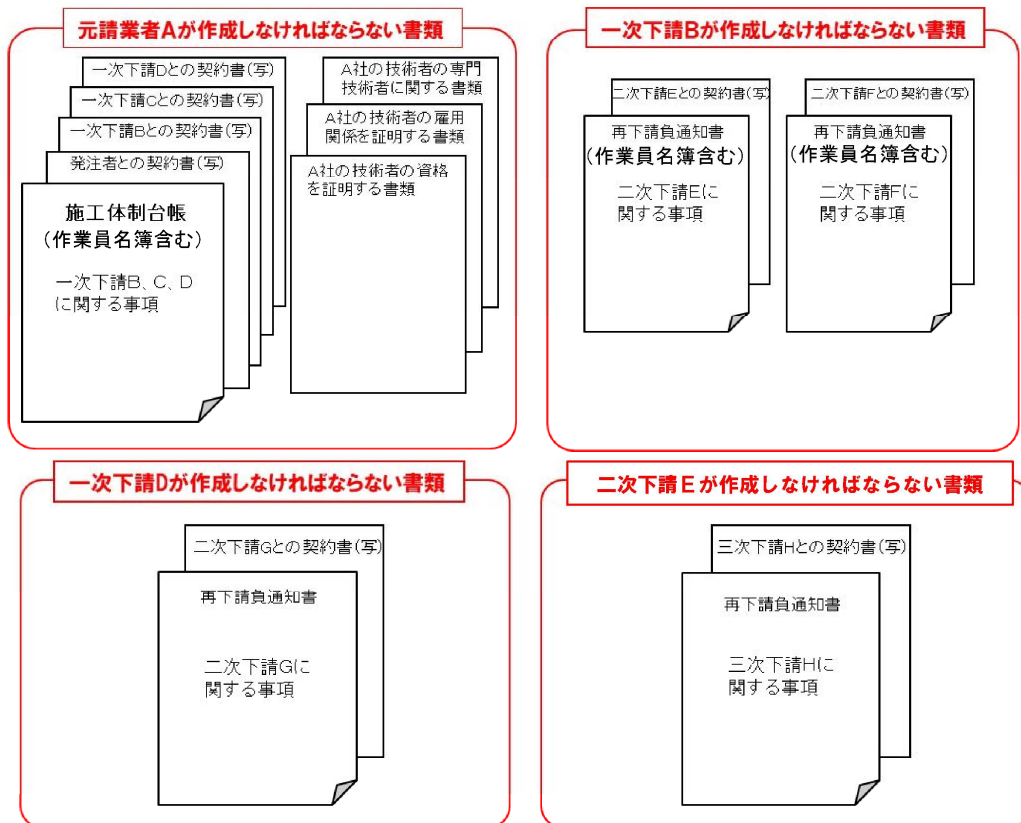 元請業者Aが作成しなければならない書類
一次下請Dとの契約書(写)
一次下請Cとの契約書(写)
一次下請Bとの契約書(写)
発注者との契約書(写)
施工体制台帳
(作業員名簿含む)
一次下請B、C、D
に関する事項
A社の技術者の専門
技術者に関する書類
A社の技術者の雇用
関係を証明する書類
A社の技術者の資格
を証明する書類
一次下請Bが作成しなければならない書類
二次下請Eとの契約書(写)
再下請負通知書
(作業員名簿含む)
二次下請Eに
関する事項
二次下請Fとの契約書(写)
再下請負通知書
(作業員名簿含む)
二次下請Fに
関する事項
一次下請Dが作成しなければならない書類
二次下請Gとの契約書(写)
再下請負通知書
二次下請Gに
関する事項
二次下請Eが作成しなければならない書類
三次下請Hとの契約書(写)
再下請負通知書
三次下請Hに
関する事項